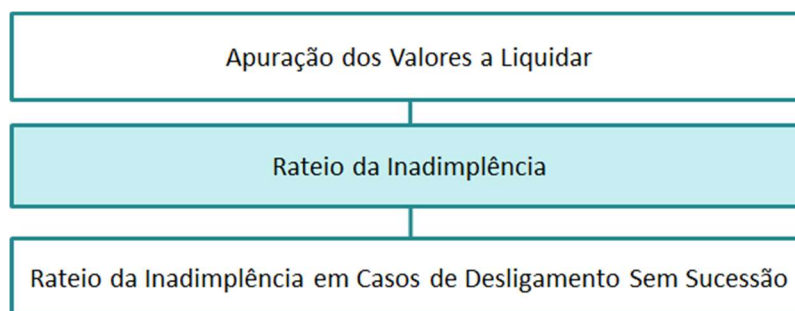 Apuração dos Valores a Liquidar
Rateio da Inadimplência
Rateio da Inadimplência em Casos de Desligamento Sem Sucessão